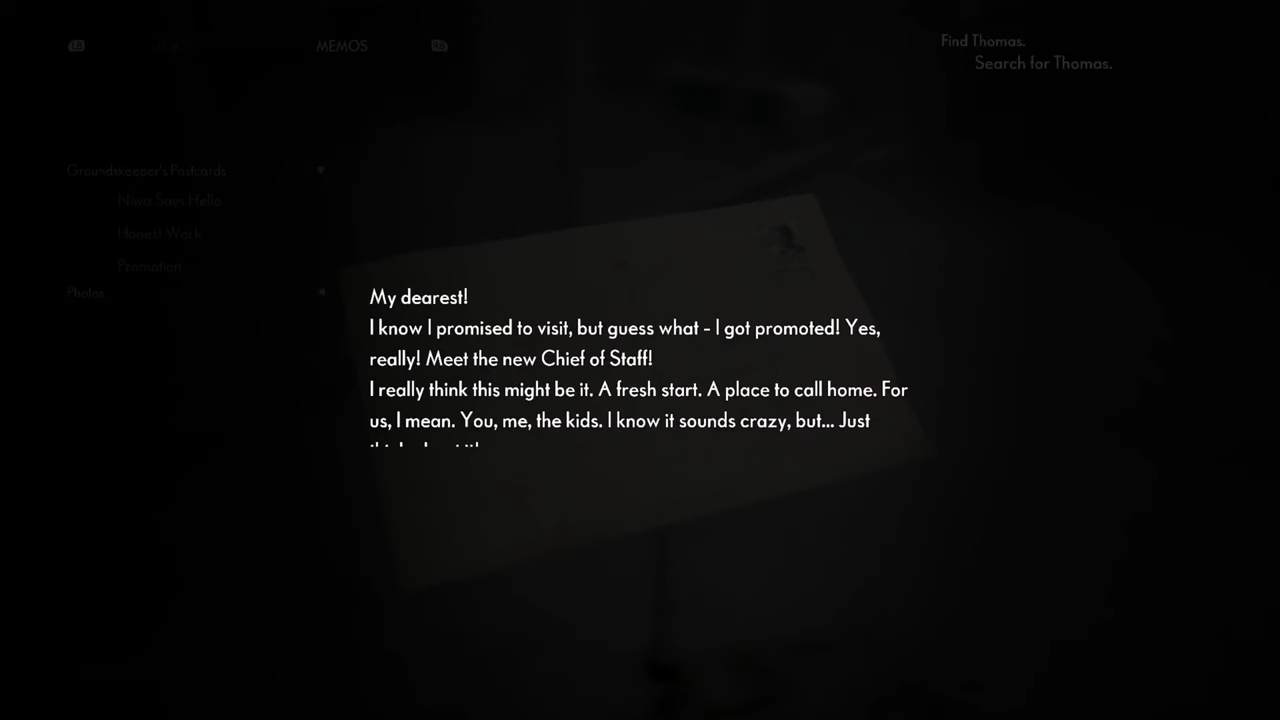 LB
MEMOS
RB
Find Thomas.
Search for Thomas.
Groundskeeper's Postcards
Niwa Says Hello
Honest Work
Promotion
Photos
My dearest!
I know I promised to visit, but guess what - I got promoted! Yes,
really! Meet the new Chief of Staff!
I really think this might be it. A fresh start. A place to call home. For
us, I mean. You, me, the kids. I know it sounds crazy, but... Just